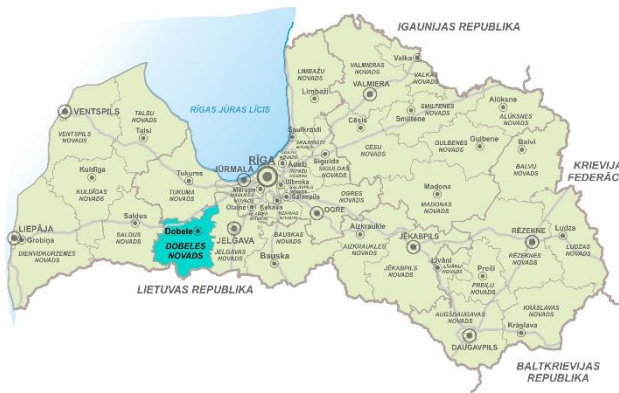 IGAUNIJAS REPUBLIKA
Valka
VALMIERAS
NOVADS
VALKAS
NOVADS
VALMIERA
LIMBAŽU
NOVADS
Limbaži
Alūksne
ALŪKSNES
NOVADS
SMILTENES
NOVADS
Smiltene
Cēsis
CĒSU
NOVADS
GULBENES
NOVADS
Gulbene
Balvi
BALVU
NOVADS
VENTSPILS
VENTSPILS
NOVADS
TALSU
NOVADS
Talsi
RĪGAS JŪRAS LĪCIS
Saulkrasti
Sigulda
SIGULDAS
NOVADS
KRIEVIJAS
FEDERĀC
RĪGA
Ādaži
JŪRMALA
Ulbroka
Mārupe
Salaspils
Olaine
Ķekava
Kuldīga
KULDĪGAS
NOVADS
Tukums
TUKUMA
NOVADS
OGRES
NOVADS
OGRE
Madona
MADONAS
NOVADS
Ludza
LUDZAS
NOVADS
RĒZEKNE
RĒZEKNES
NOVADS
LIEPĀJA
Grobiņa
DIENVIDKURZEMES
NOVADS
Saldus
SALDUS
NOVADS
Dobele
DOBELES
NOVADS
JELGAVA
JELGAVAS
NOVADS
BAUSKAS
NOVADS
Bauska
Aizkraukle
AIZKRAUKLES
NOVADS
JĒKABPILS
JĒKABPILS
NOVADS
Līvāni
LĪVĀNU
NOVADS
Preiļi
PREIĻU
NOVADS
LIETUVAS REPUBLIKA
AUGŠDAUGAVAS
NOVADS
KRĀSLAVAS
NOVADS
Krāslava
DAUGAVPILS
BALTKRIEVIJAS
REPUBLIKA